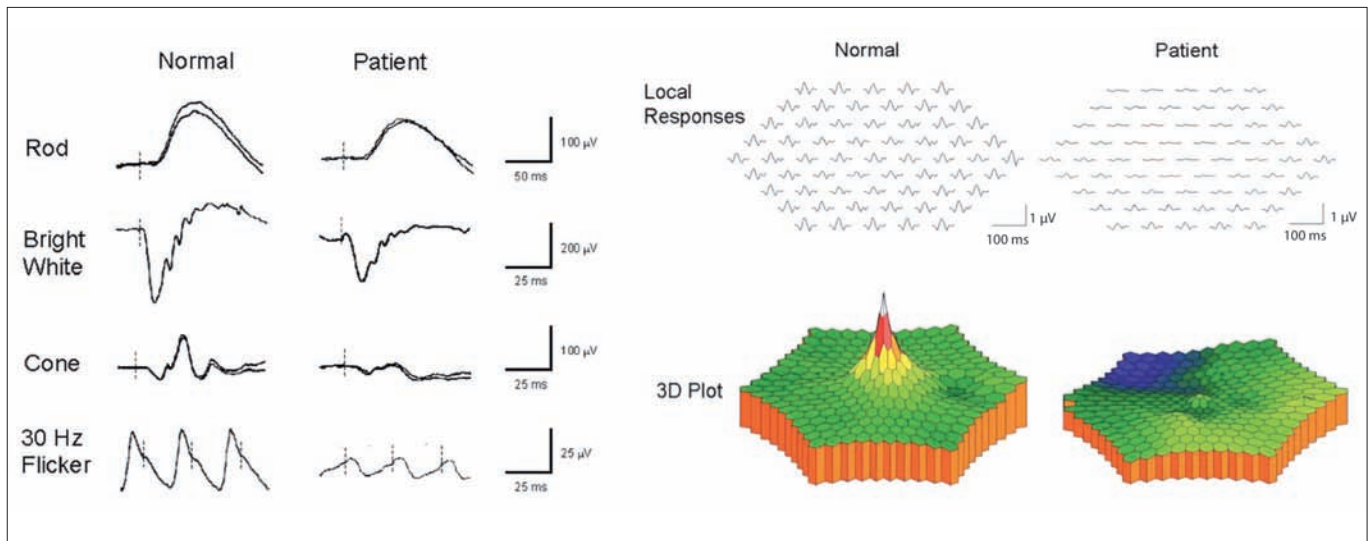 Normal
Patient
Rod
100 µV
50 ms
Bright
White
200 µV
25 ms
Cone
100 µV
25 ms
30 Hz
Flicker
25 µV
25 ms
Normal
Patient
Local
Responses
1 µV
100 ms
1 µV
100 ms
3D Plot